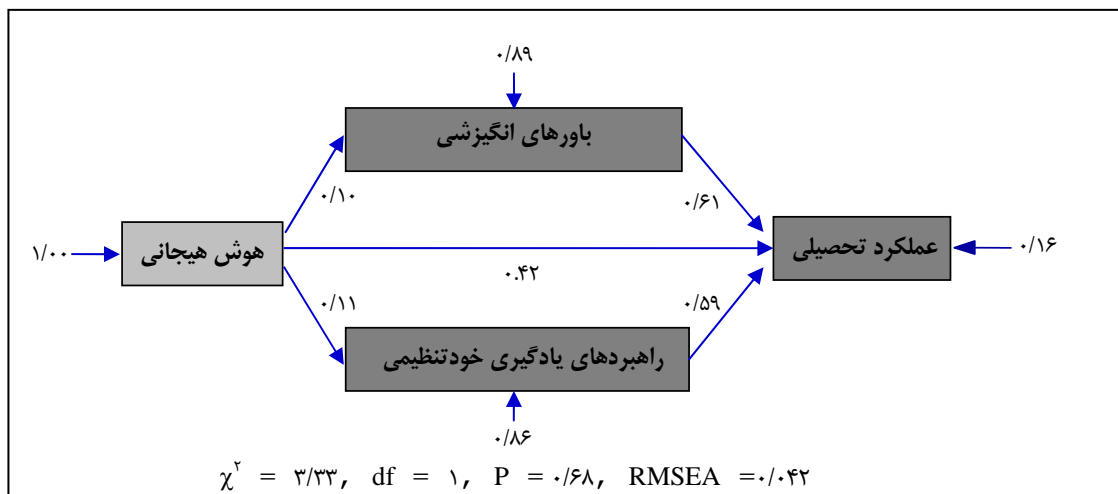 ۰/۸۹
باورهای انگیزشی
۰/۱۰
۰/۶۱
۱/۰۰
هوش هیجانی
عملکرد تحصیلی
۰/۱۶
۰.۴۲
۰/۱۱
۰/۵۹
راهبردهای یادگیری خودتنظیمی
۰/۸۶
χ² = ۳/۳۳, df = ۱, P = ۰/۶۸, RMSEA =۰/۰۴۲